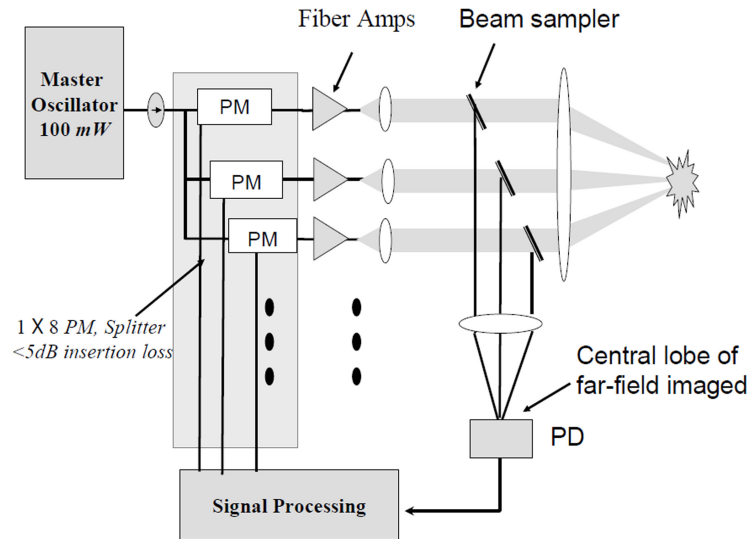 Fiber Amps
Beam sampler
Master
Oscillator
100 mW
PM
PM
PM
1 X 8 PM, Splitter
<5dB insertion loss
Central lobe of
far-field imaged
PD
Signal Processing